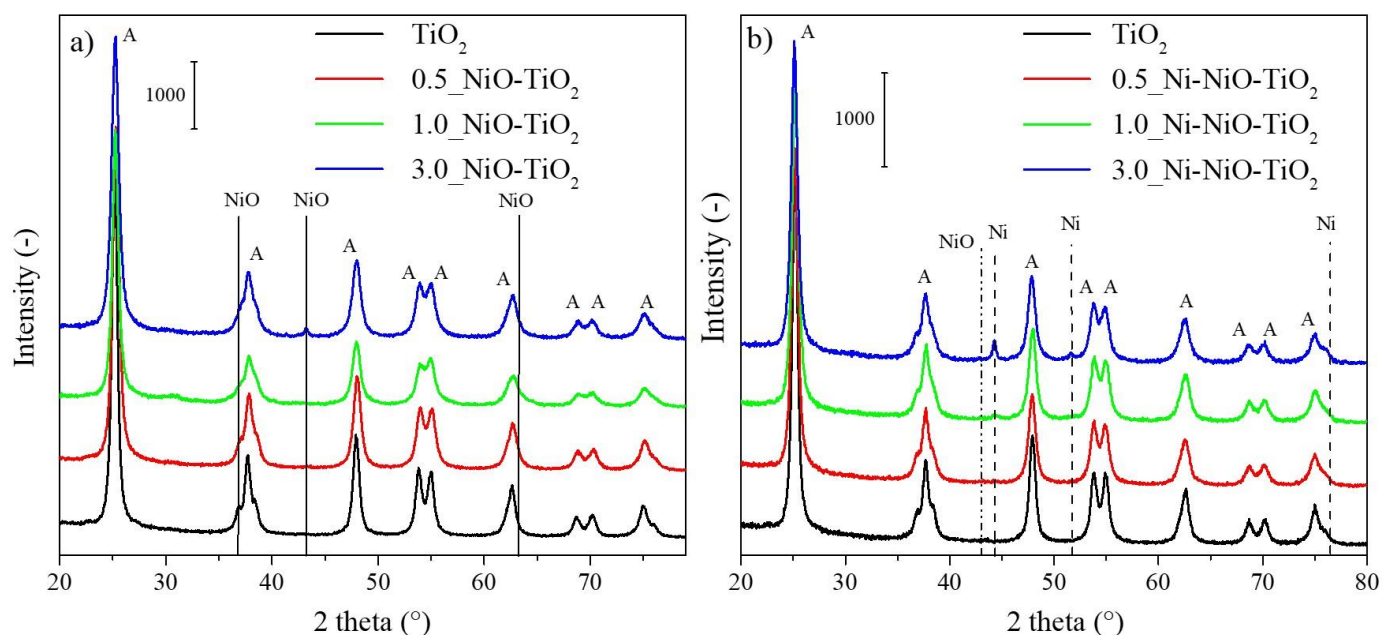 a)
A
1000
TiO₂
0.5_NiO-TiO₂
1.0_NiO-TiO₂
3.0_NiO-TiO₂
NiO NiO NiO
A A A A A A A A
Intensity (-)
20 30 40 50 60 70
2 theta (°)
b)
A
1000
TiO₂
0.5_Ni-NiO-TiO₂
1.0_Ni-NiO-TiO₂
3.0_Ni-NiO-TiO₂
NiO Ni Ni Ni
A A A A A A A A
Intensity (-)
20 30 40 50 60 70 80
2 theta (°)